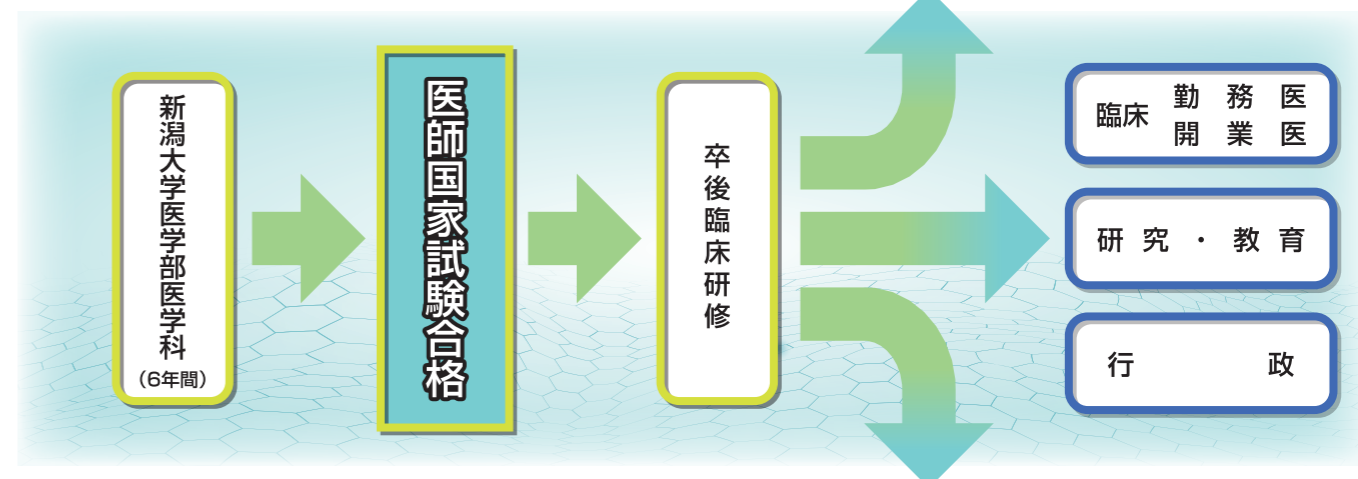 新潟大学医学部医学科
(6年間)
医師国家試験合格
卒後臨床研修
臨床 勤務医
開業医
研究・教育
行政